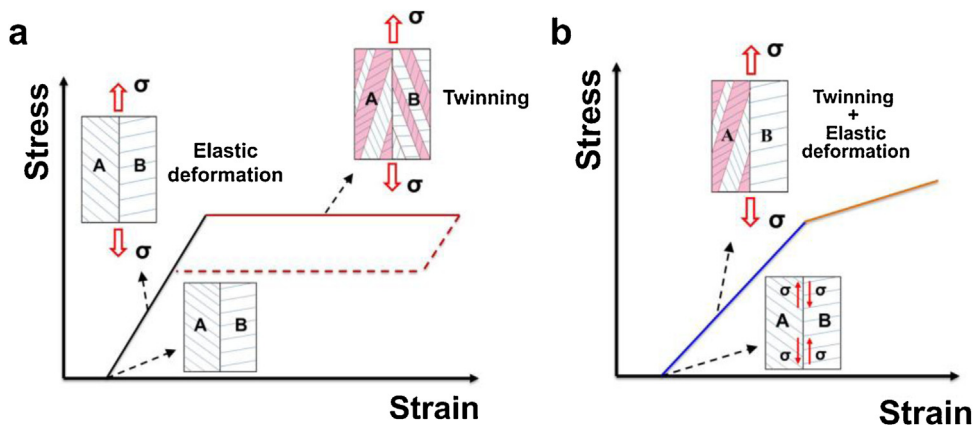 a
σ
A
B
Twinning
σ
Stress
σ
A
B
Elastic
deformation
σ
A
B
Strain
b
σ
A
B
Twinning
+
Elastic
deformation
σ
Stress
σ
σ
A
B
σ
σ
Strain